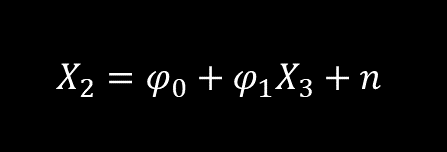 X₂ = φ₀ + φ₁X₃ + n